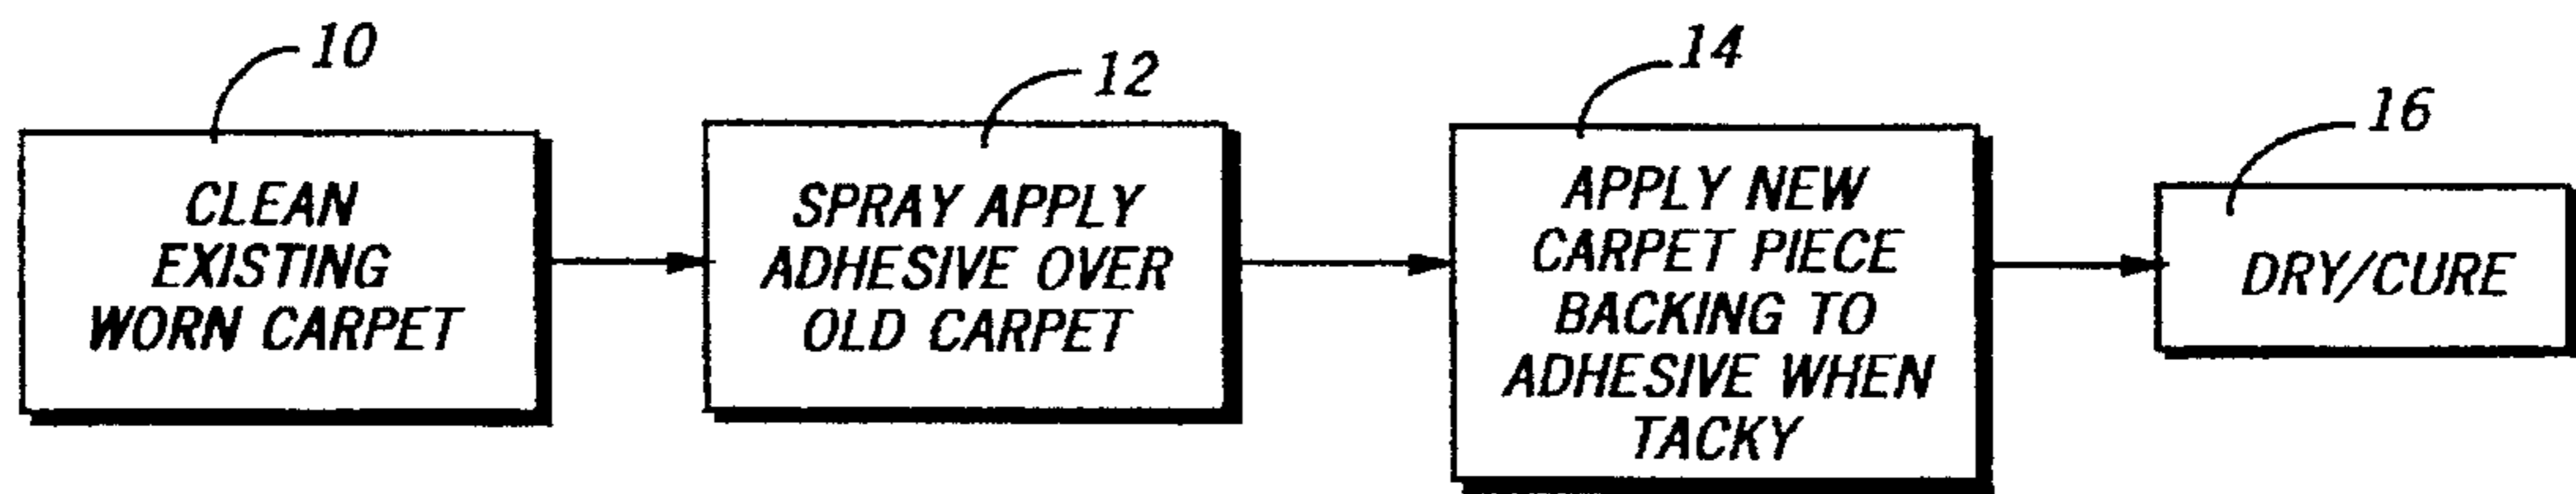 10
CLEAN
EXISTING
WORN CARPET
12
SPRAY APPLY
ADHESIVE OVER
OLD CARPET
14
APPLY NEW
CARPET PIECE
BACKING TO
ADHESIVE WHEN
TACKY
16
DRY/CURE